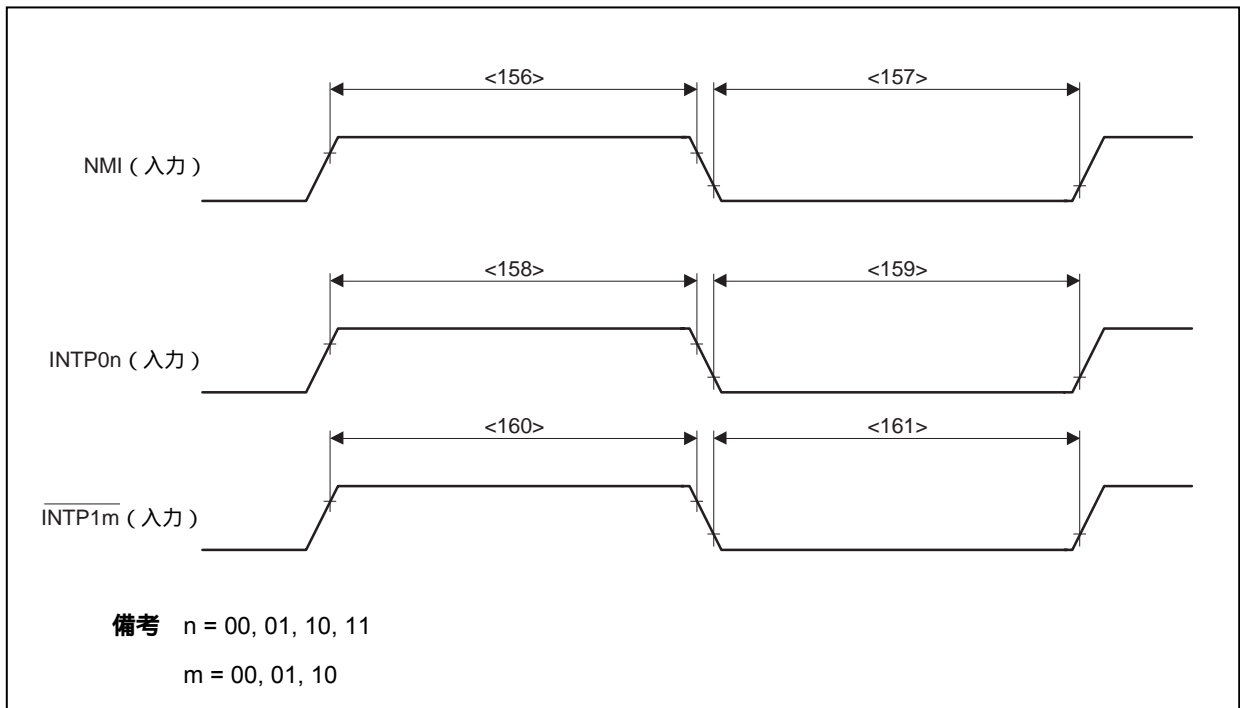 <156> <157>
NMI（入力）
<158> <159>
INTP0n（入力）
<160> <161>
INTP1m（入力）
備考 n = 00, 01, 10, 11
m = 00, 01, 10